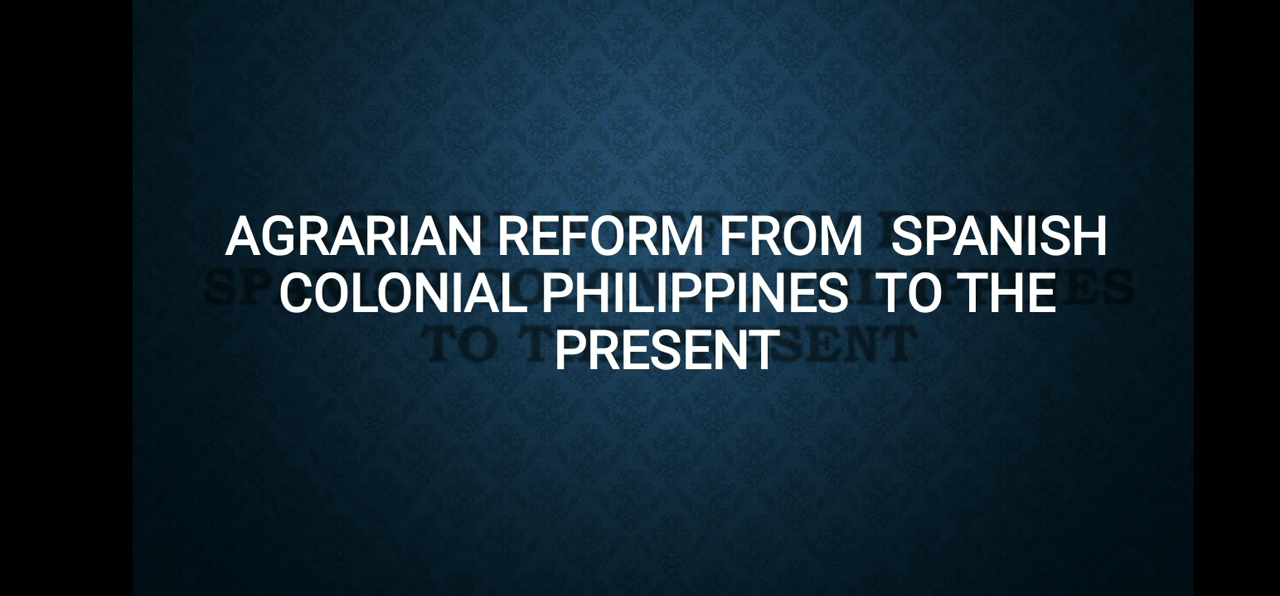 AGRARIAN REFORM FROM SPANISH
COLONIAL PHILIPPINES TO THE
PRESENT